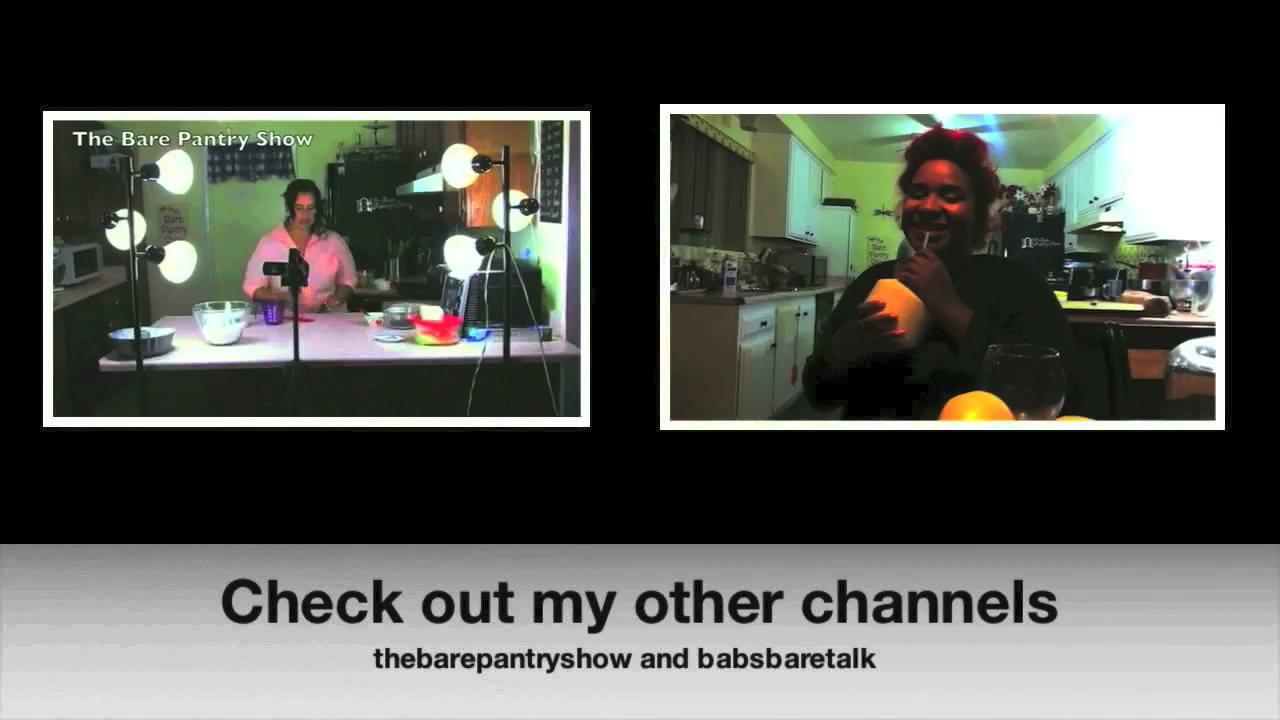 The Bare Pantry Show
Check out my other channels
thebarepantryshow and babsbaretalk